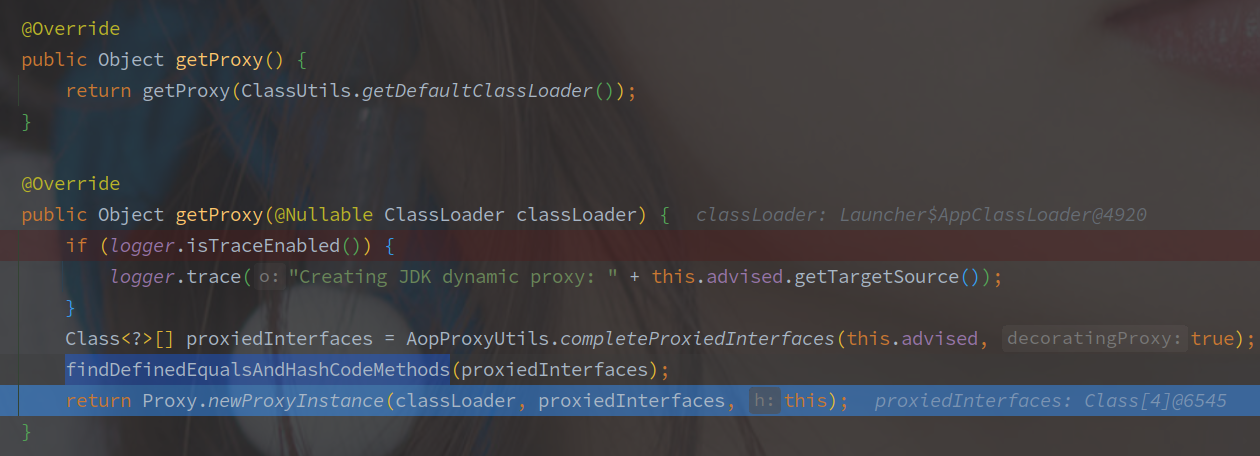 @Override
public Object getProxy() {
    return getProxy(ClassUtils.getDefaultClassLoader());
}
@Override
public Object getProxy(@Nullable ClassLoader classLoader) {  classLoader: Launcher$AppClassLoader@4920
    if (logger.isTraceEnabled()) {
        logger.trace( o: "Creating JDK dynamic proxy: " + this.advised.getTargetSource());
    }
    Class<?>[] proxiedInterfaces = AopProxyUtils.completeProxiedInterfaces(this.advised, decoratingProxy: true);
    findDefinedEqualsAndHashCodeMethods(proxiedInterfaces);
    return Proxy.newProxyInstance(classLoader, proxiedInterfaces, h: this);  proxiedInterfaces: Class[4]@6545
}